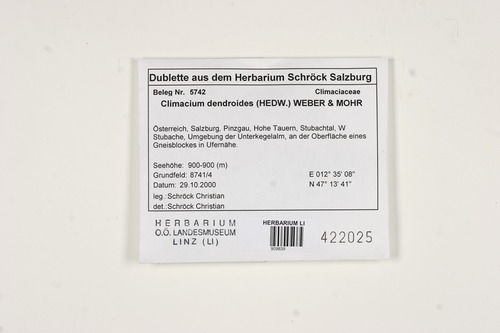 Dublette aus dem Herbarium Schröck Salzburg
Beleg Nr. 5742 Climaciaceae
Climacium dendroides (HEDW.) WEBER & MOHR
Österreich, Salzburg, Pinzgau, Hohe Tauern, Stubachtal, W
Stubache, Umgebung der Unterkegelalm, an der Oberfläche eines
Gneisblockes in Ufernähe.
Seehöhe: 900-900 (m)
Grundfeld: 8741/4 E 012° 35' 08"
Datum: 29.10.2000 N 47° 13' 41"
leg.:Schröck Christian
det.:Schröck Christian
HERBARIUM
O.Ö. LANDESMUSEUM
LINZ (LI)
HERBARIUM LI
422025